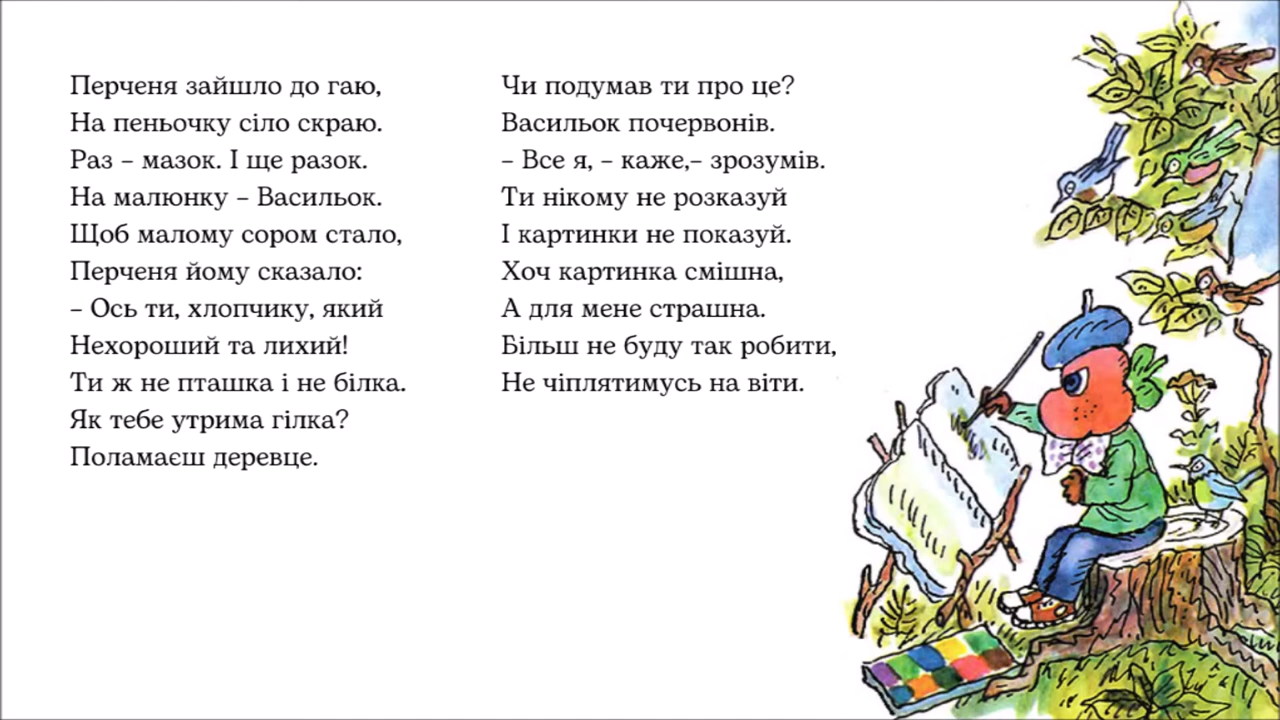 Перченя зайшло до гаю,
На пеньочку сіло скраю.
Раз – мазок. І ще разок.
На малюнку – Васильок.
Щоб малому сором стало,
Перченя йому сказало:
– Ось ти, хлопчику, який
Нехороший та лихий!
Ти ж не пташка і не білка.
Як тебе утрима гілка?
Поламаєш деревце.
Чи подумав ти про це?
Васильок почервонів.
– Все я, – каже,– зрозумів.
Ти нікому не розказуй
І картинки не показуй.
Хоч картинка смішна,
А для мене страшна.
Більш не буду так робити,
Не чіплятимусь на віти.